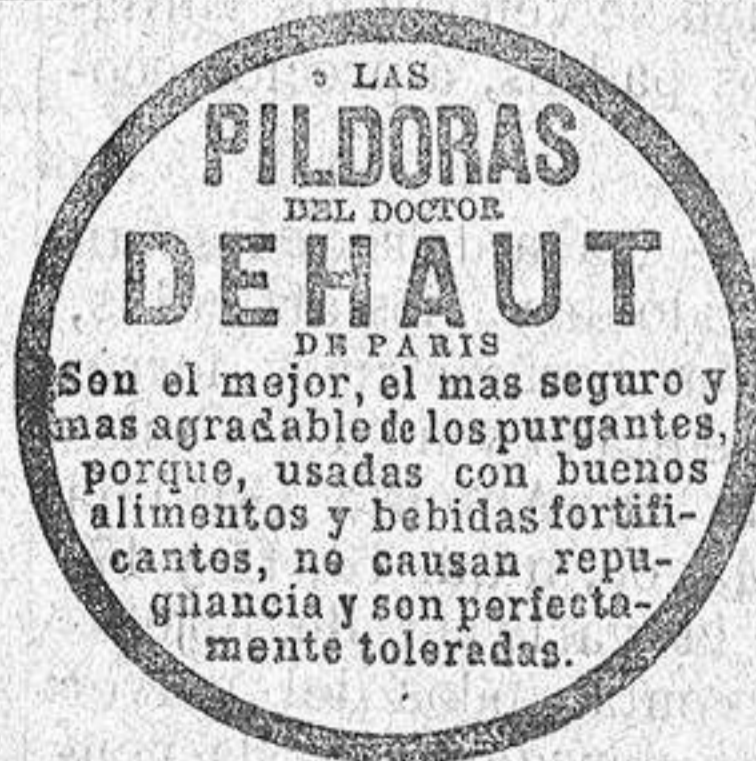 LAS
PILDORAS
DEL DOCTOR
DEHAUT
DE PARIS
Son el mejor, el mas seguro y
mas agradable de los purgantes,
porque, usadas con buenos
alimentos y bebidas fortifi-
cantes, no causan repu-
gnancia y son perfecta-
mente toleradas.